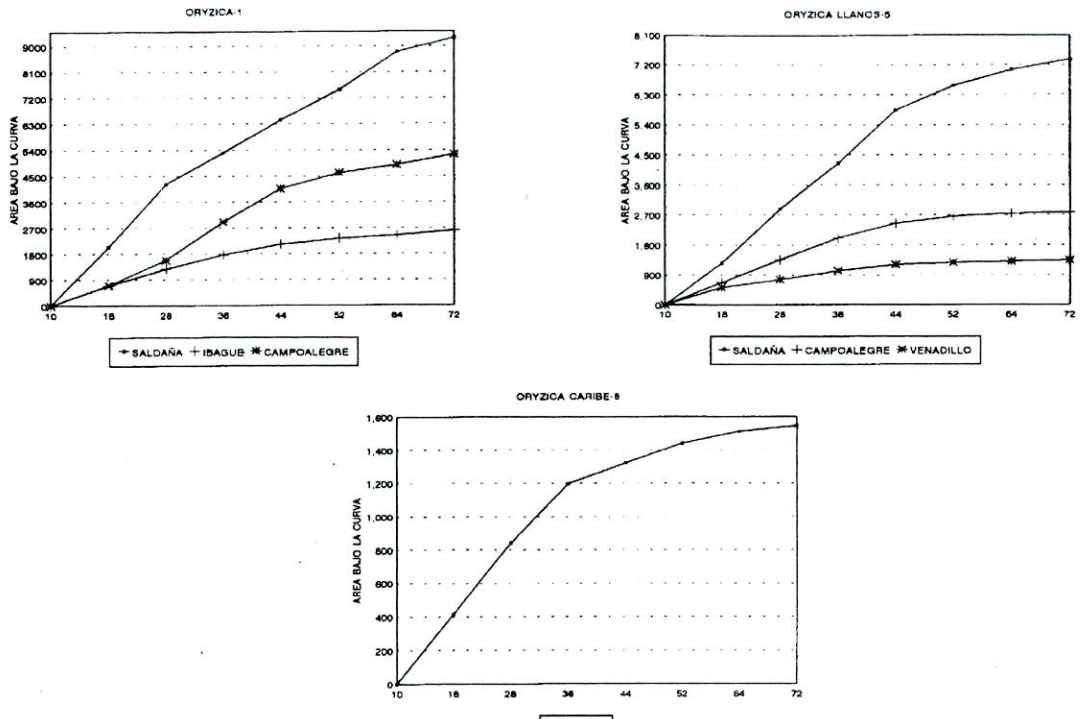 ORYZICA-1
AREA BAJO LA CURVA
9000
8100
7200
6300
5400
4500
3600
2700
1800
900
0
10 18 28 36 44 52 64 72
SALDAÑA IBAGUE CAMPOALEGRE
ORYZICA LLANOS-5
AREA BAJO LA CURVA
8,100
7,200
6,300
5,400
4,500
3,600
2,700
1,800
900
0
10 18 28 36 44 52 64 72
SALDAÑA CAMPOALEGRE VENADILLO
ORYZICA CARIBE-8
AREA BAJO LA CURVA
1,600
1,400
1,200
1,000
800
600
400
200
0
10 18 28 36 44 52 64 72